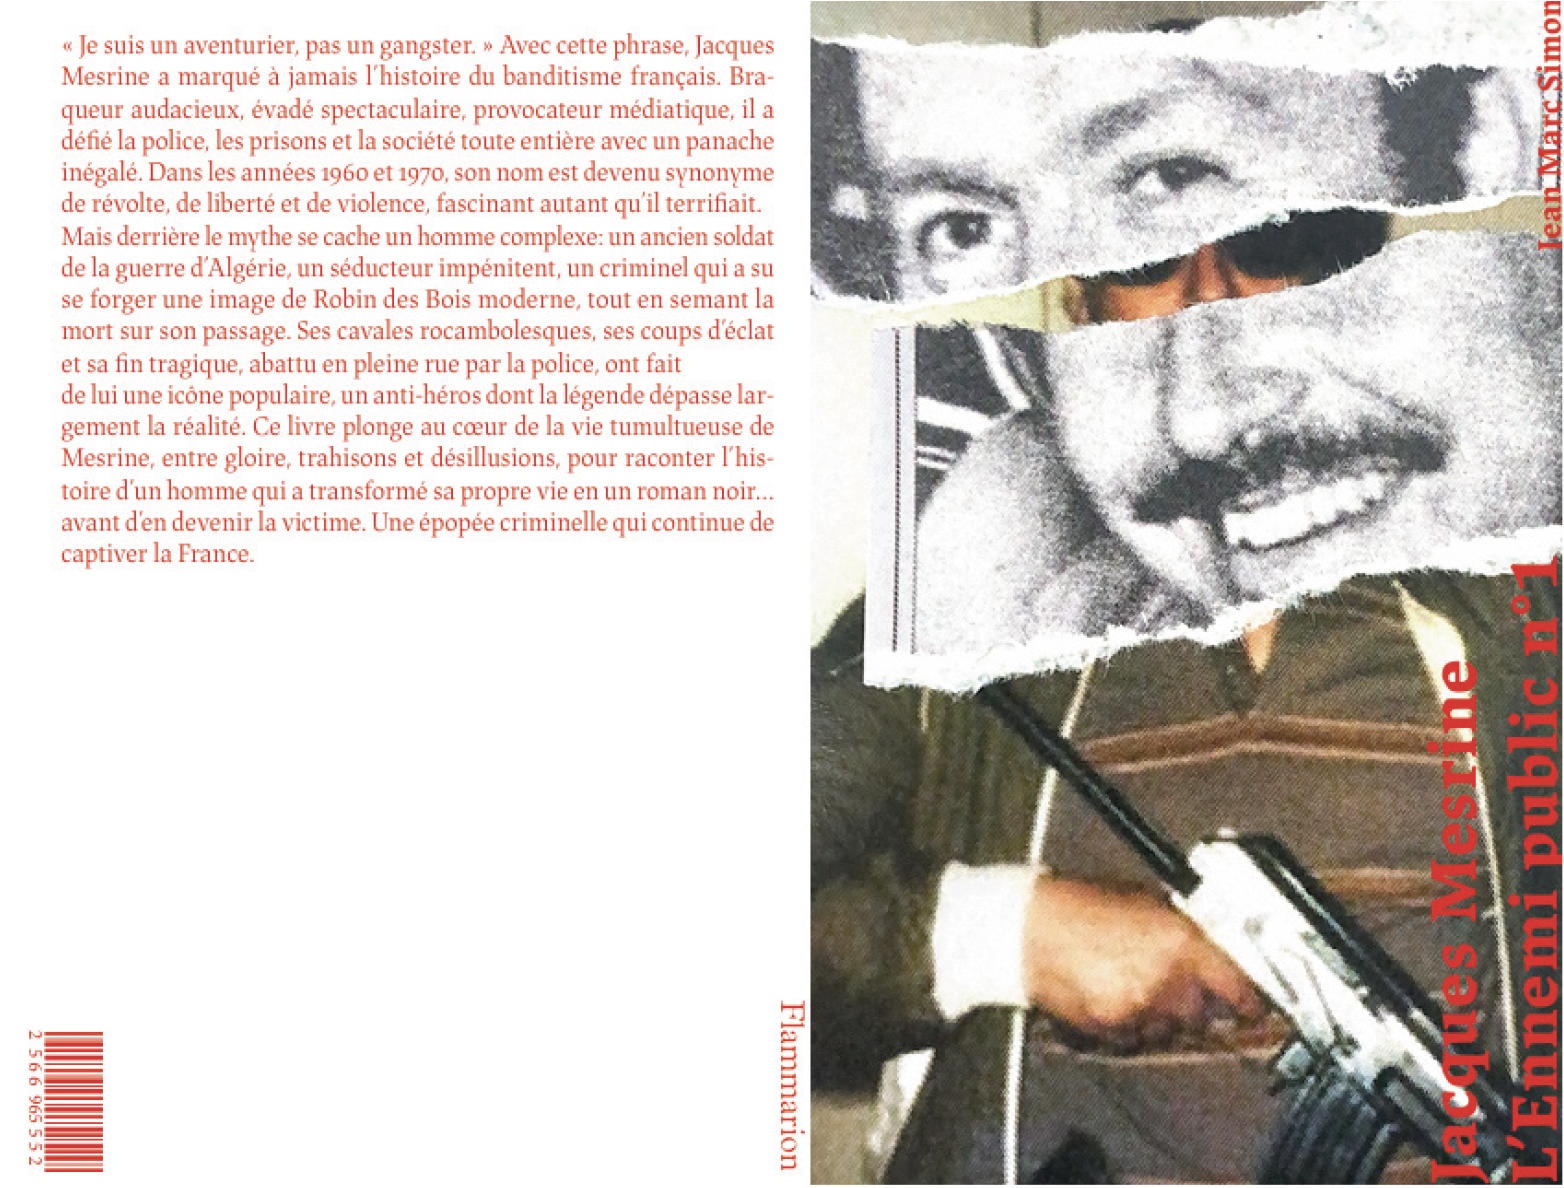 « Je suis un aventurier, pas un gangster. » Avec cette phrase, Jacques
Mesrine a marqué à jamais l'histoire du banditisme français. Bra-
queur audacieux, évadé spectaculaire, provocateur médiatique, il a
défié la police, les prisons et la société toute entière avec un panache
inégalé. Dans les années 1960 et 1970, son nom est devenu synonyme
de révolte, de liberté et de violence, fascinant autant qu'il terrifiait.
Mais derrière le mythe se cache un homme complexe: un ancien soldat
de la guerre d'Algérie, un séducteur impénitent, un criminel qui a su
se forger une image de Robin des Bois moderne, tout en semant la
mort sur son passage. Ses cavales rocambolesques, ses coups d'éclat
et sa fin tragique, abattu en pleine rue par la police, ont fait
de lui une icône populaire, un anti-héros dont la légende dépasse lar-
gement la réalité. Ce livre plonge au cœur de la vie tumultueuse de
Mesrine, entre gloire, trahisons et désillusions, pour raconter l'his-
toire d'un homme qui a transformé sa propre vie en un roman noir...
avant d'en devenir la victime. Une épopée criminelle qui continue de
captiver la France.
2 566 965552
Flammarion
Jean Marc Simon
Jacques Mesrine
L'Ennemi public n°1